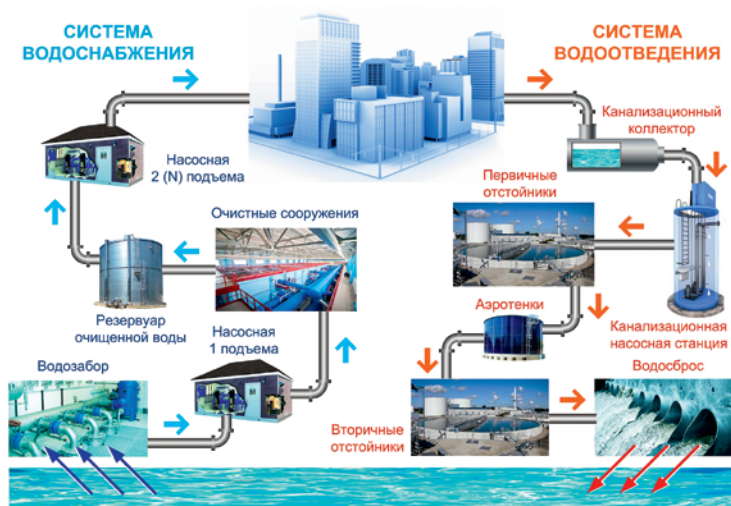 СИСТЕМА
ВОДОСНАБЖЕНИЯ
СИСТЕМА
ВОДООТВЕДЕНИЯ
Канализационный
коллектор
Насосная
2 (N) подъема
Первичные
отстойники
Очистные сооружения
Резервуар
очищенной воды
Насосная
1 подъема
Аэротенки
Канализационная
насосная станция
Водозабор
Водосброс
Вторичные
отстойники